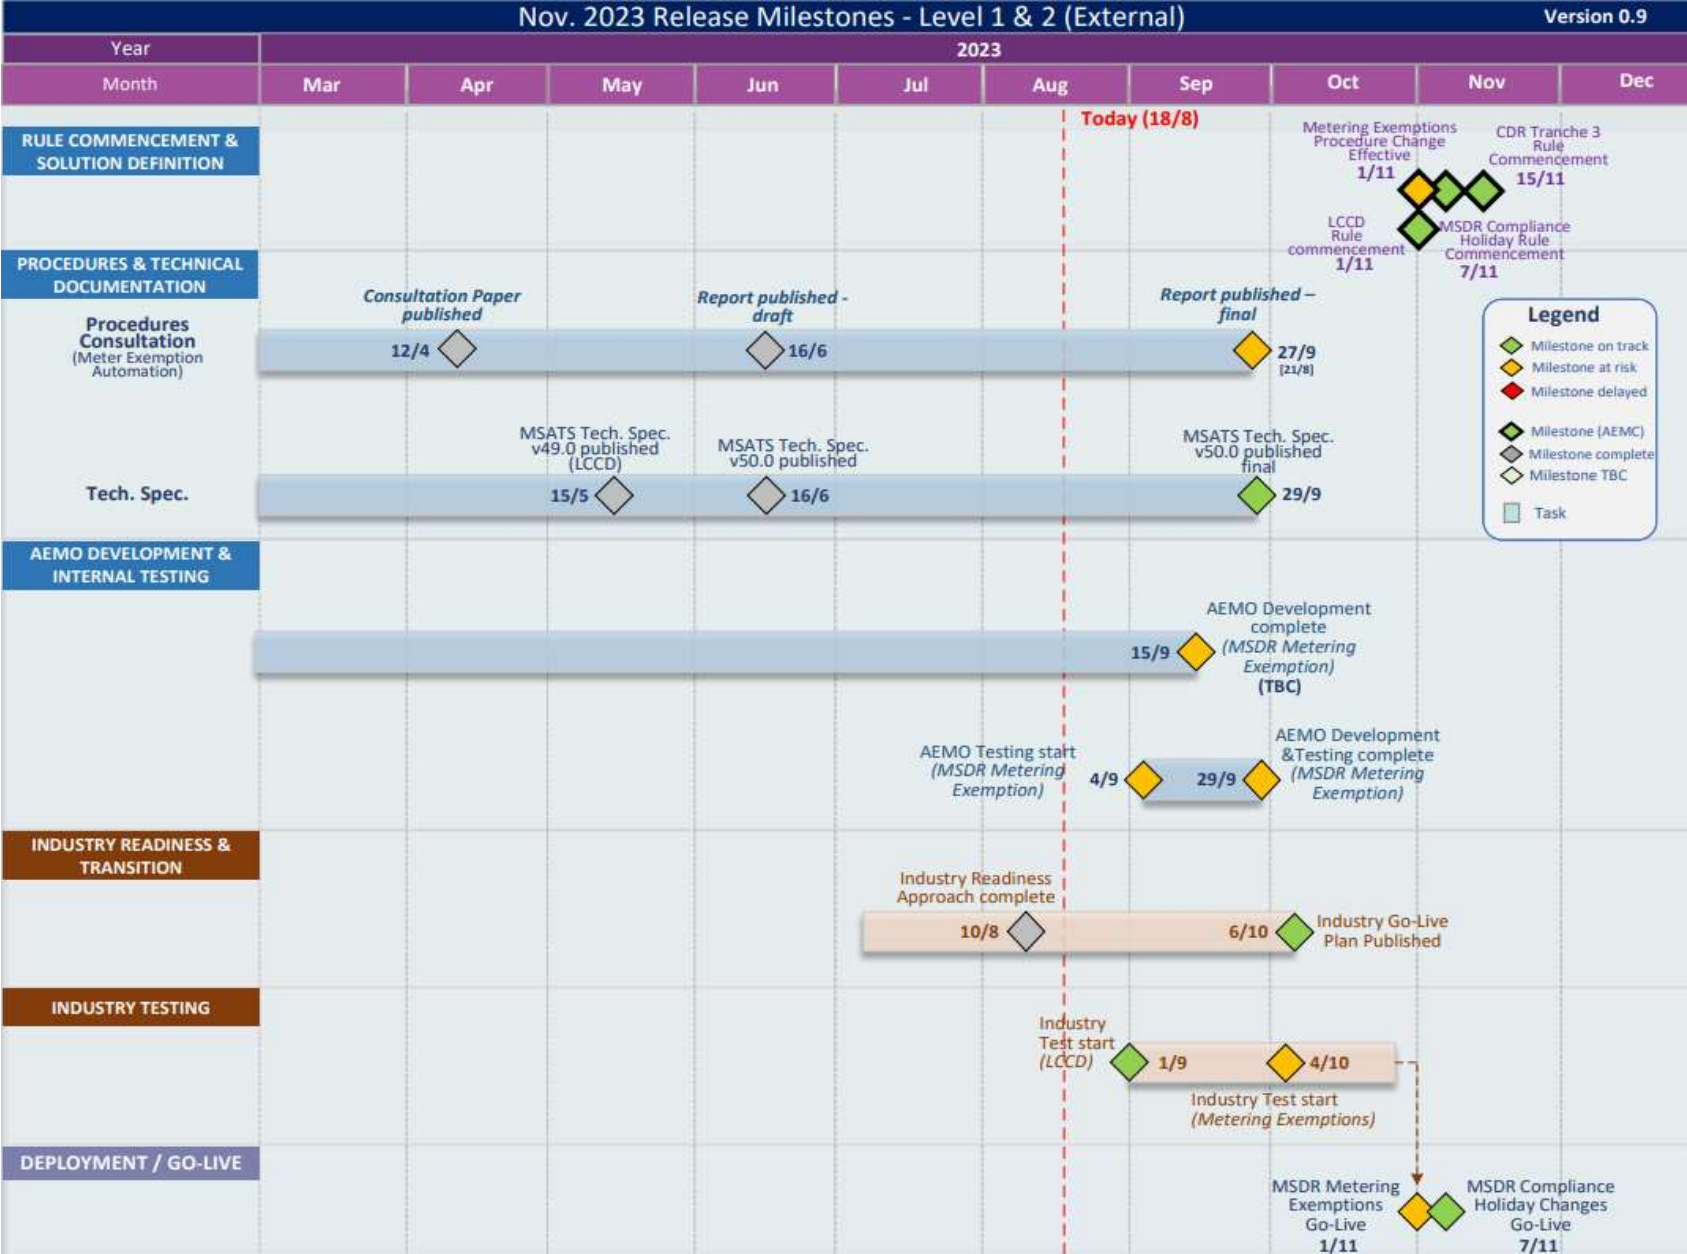 Nov. 2023 Release Milestones - Level 1 & 2 (External)
Version 0.9
Year
2023
Month
Mar
Apr
May
Jun
Jul
Aug
Sep
Oct
Nov
Dec
Today (18/8)
RULE COMMENCEMENT &
SOLUTION DEFINITION
Metering Exemptions
Procedure Change
Effective
1/11
CDR Tranche 3
Rule
Commencement
15/11
LCCD
Rule
commencement
1/11
MSDR Compliance
Holiday Rule
Commencement
7/11
PROCEDURES & TECHNICAL
DOCUMENTATION
Procedures
Consultation
(Meter Exemption
Automation)
Consultation Paper
published
12/4
Report published -
draft
16/6
Report published –
final
27/9
[21/8]
Legend
Milestone on track
Milestone at risk
Milestone delayed
Milestone (AEMC)
Milestone complete
Milestone TBC
Task
Tech. Spec.
MSATS Tech. Spec.
v49.0 published
(LCCD)
15/5
MSATS Tech. Spec.
v50.0 published
16/6
MSATS Tech. Spec.
v50.0 published
final
29/9
AEMO DEVELOPMENT &
INTERNAL TESTING
15/9
AEMO Development
complete
(MSDR Metering
Exemption)
(TBC)
AEMO Testing start
(MSDR Metering
Exemption)
4/9
29/9
AEMO Development
&Testing complete
(MSDR Metering
Exemption)
INDUSTRY READINESS &
TRANSITION
Industry Readiness
Approach complete
10/8
6/10
Industry Go-Live
Plan Published
INDUSTRY TESTING
Industry
Test start
(LCCD)
1/9
4/10
Industry Test start
(Metering Exemptions)
DEPLOYMENT / GO-LIVE
MSDR Metering
Exemptions
Go-Live
1/11
MSDR Compliance
Holiday Changes
Go-Live
7/11